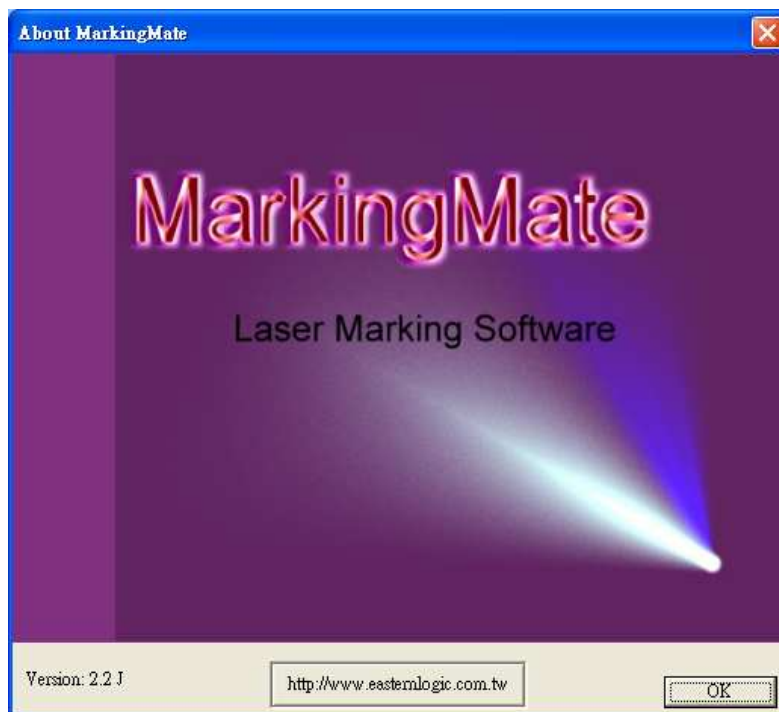 About MarkingMate
MarkingMate
Laser Marking Software
Version: 2.2 J
http://www.easternlogic.com.tw
OK